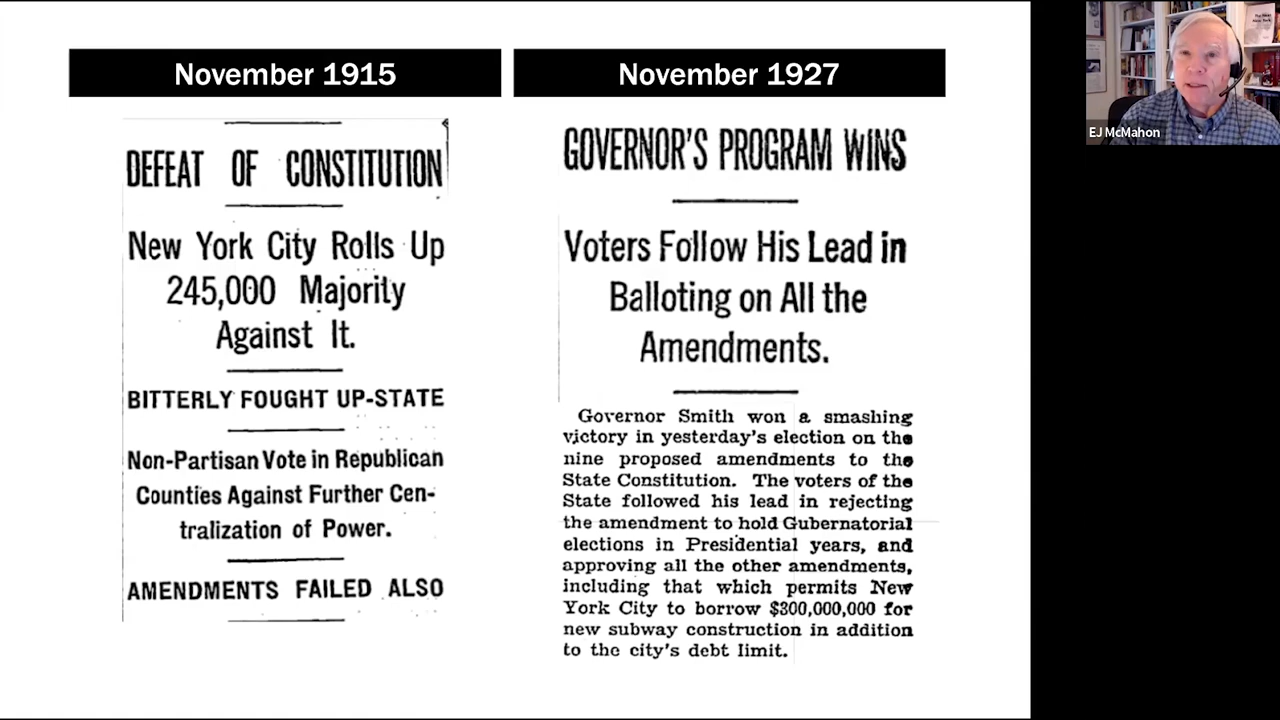 November 1915
DEFEAT OF CONSTITUTION
New York City Rolls Up
245,000 Majority
Against It.
BITTERLY FOUGHT UP-STATE
Non-Partisan Vote in Republican
Counties Against Further Cen-
tralization of Power.
AMENDMENTS FAILED ALSO
November 1927
GOVERNOR'S PROGRAM WINS
Voters Follow His Lead in
Balloting on All the
Amendments.
Governor Smith won a smashing
victory in yesterday's election on the
nine proposed amendments to the
State Constitution. The voters of the
State followed his lead in rejecting
the amendment to hold Gubernatorial
elections in Presidential years, and
approving all the other amendments,
including that which permits New
York City to borrow $300,000,000 for
new subway construction in addition
to the city's debt limit.
EJ McMahon